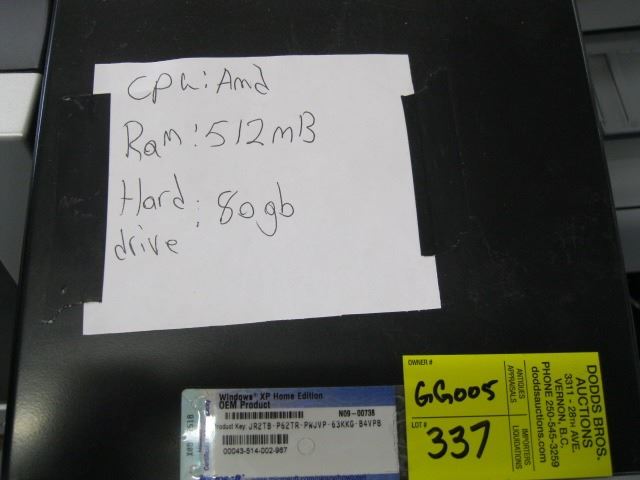 CPU: Amd
Ram: 512mB
Hard : 80gb
drive
Windows® XP Home Edition
OEM Product
N09-00738
Product Key: JR2TB-P62TR-PWJVP-63KKG-B4VPB
00043-514-002-967
OWNER #
GG005
LOT #
337
ANTIQUES
APPRAISALS
IMPORTERS
LIQUIDATIONS
DODDS BROS.
AUCTIONS
3311 - 28TH AVE.
VERNON, B.C.
PHONE 250-545-3259
doddsauctions.com